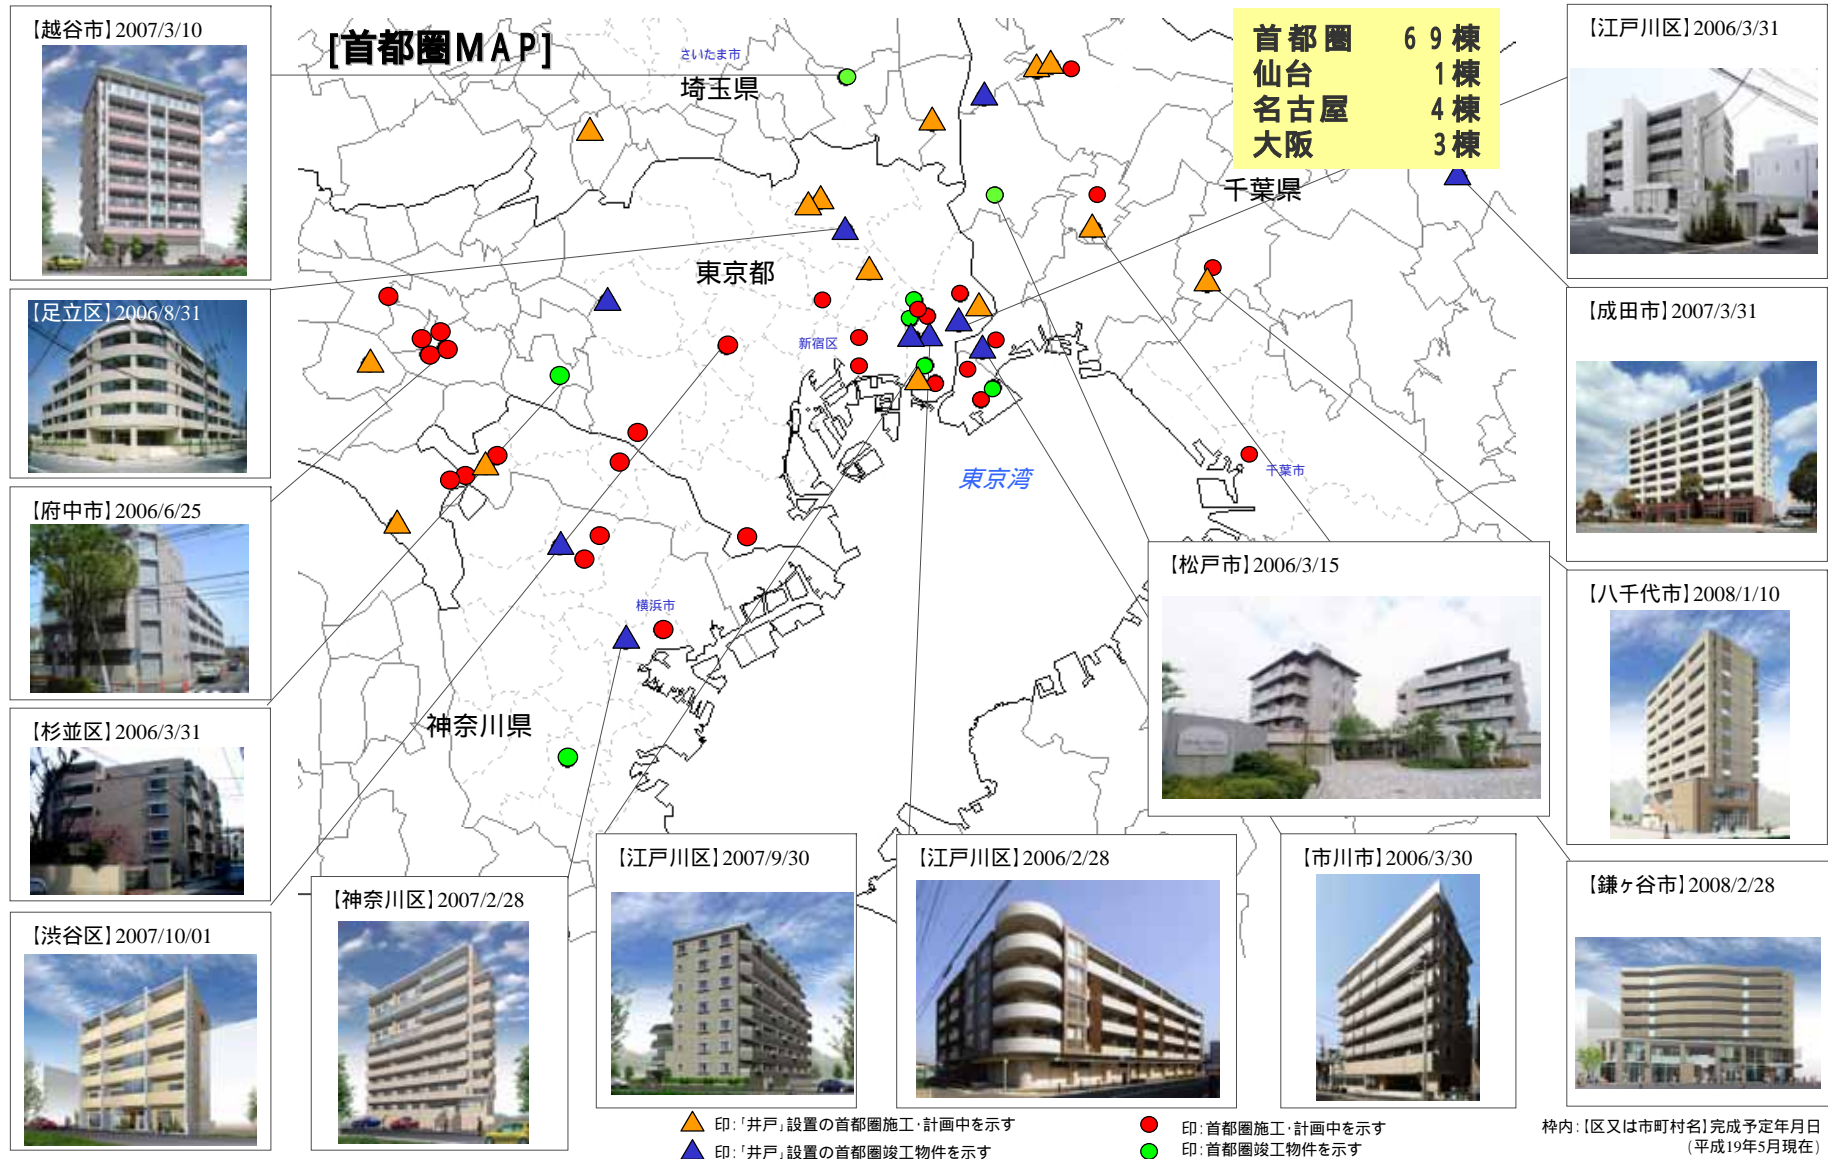 【越谷市】2007/3/10
[首都圏MAP]
さいたま市
埼玉県
首都圏 69棟
仙台 1棟
名古屋 4棟
大阪 3棟
【江戸川区】2006/3/31
千葉県
【足立区】2006/8/31
東京都
新宿区
【成田市】2007/3/31
東京湾
千葉市
【府中市】2006/6/25
【松戸市】2006/3/15
【八千代市】2008/1/10
横浜市
神奈川県
【杉並区】2006/3/31
【江戸川区】2007/9/30
【江戸川区】2006/2/28
【市川市】2006/3/30
【鎌ヶ谷市】2008/2/28
【神奈川区】2007/2/28
【渋谷区】2007/10/01
印:「井戸」設置の首都圏施工・計画中を示す
印:首都圏施工・計画中を示す
印:「井戸」設置の首都圏竣工物件を示す
印:首都圏竣工物件を示す
枠内:【区又は市町村名】完成予定年月日
(平成19年5月現在)